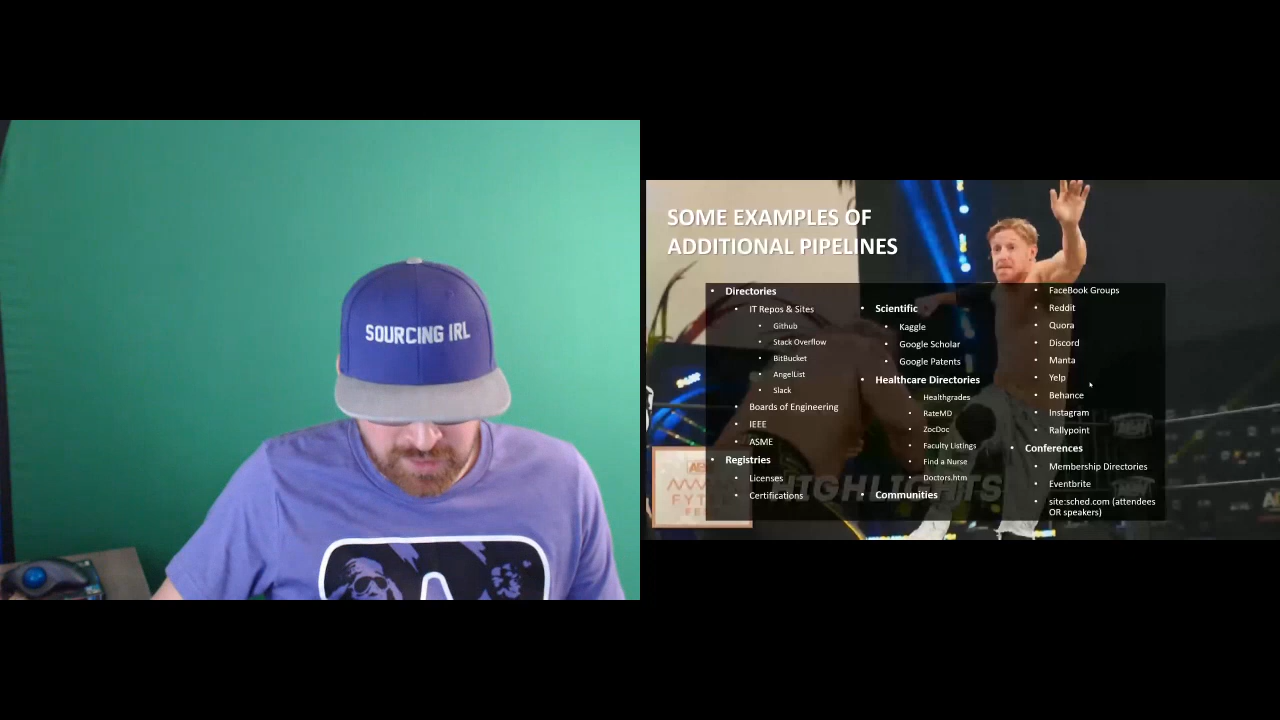 SOURCING IRL
SOME EXAMPLES OF
ADDITIONAL PIPELINES
• Directories
• IT Repos & Sites
• Github
• Stack Overflow
• BitBucket
• AngelList
• Slack
• Boards of Engineering
• IEEE
• ASME
• Registries
• Licenses
• Certifications
• Scientific
• Kaggle
• Google Scholar
• Google Patents
• Healthcare Directories
• Healthgrades
• RateMD
• ZocDoc
• Faculty Listings
• Find a Nurse
• Doctors.htm
• Communities
• FaceBook Groups
• Reddit
• Quora
• Discord
• Manta
• Yelp
• Behance
• Instagram
• Rallypoint
• Conferences
• Membership Directories
• Eventbrite
• site:sched.com (attendees
OR speakers)
HIGHLIGHTS